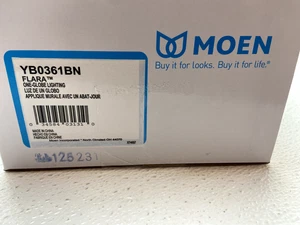 MOEN
Buy it for looks. Buy it for life.®
YB0361BN
FLARA™
ONE-GLOBE LIGHTING
LUZ DE UN GLOBO
APPLIQUE MURALE AVEC UN ABAT-JOUR
MADE IN CHINA
HECHO EN CHINA
FABRIQUÉ EN CHINE